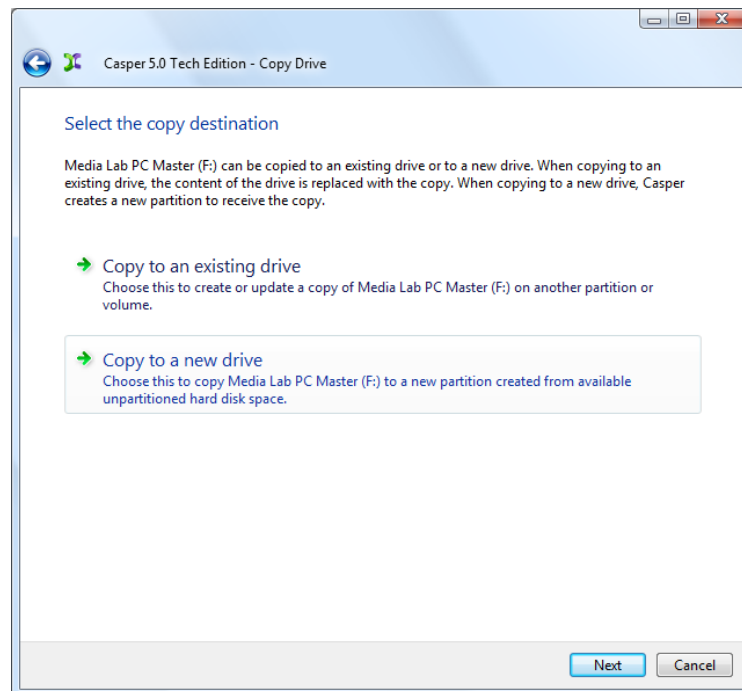 Casper 5.0 Tech Edition - Copy Drive
Select the copy destination
Media Lab PC Master (F:) can be copied to an existing drive or to a new drive. When copying to an
existing drive, the content of the drive is replaced with the copy. When copying to a new drive, Casper
creates a new partition to receive the copy.
Copy to an existing drive
Choose this to create or update a copy of Media Lab PC Master (F:) on another partition or
volume.
Copy to a new drive
Choose this to copy Media Lab PC Master (F:) to a new partition created from available
unpartitioned hard disk space.
Next Cancel